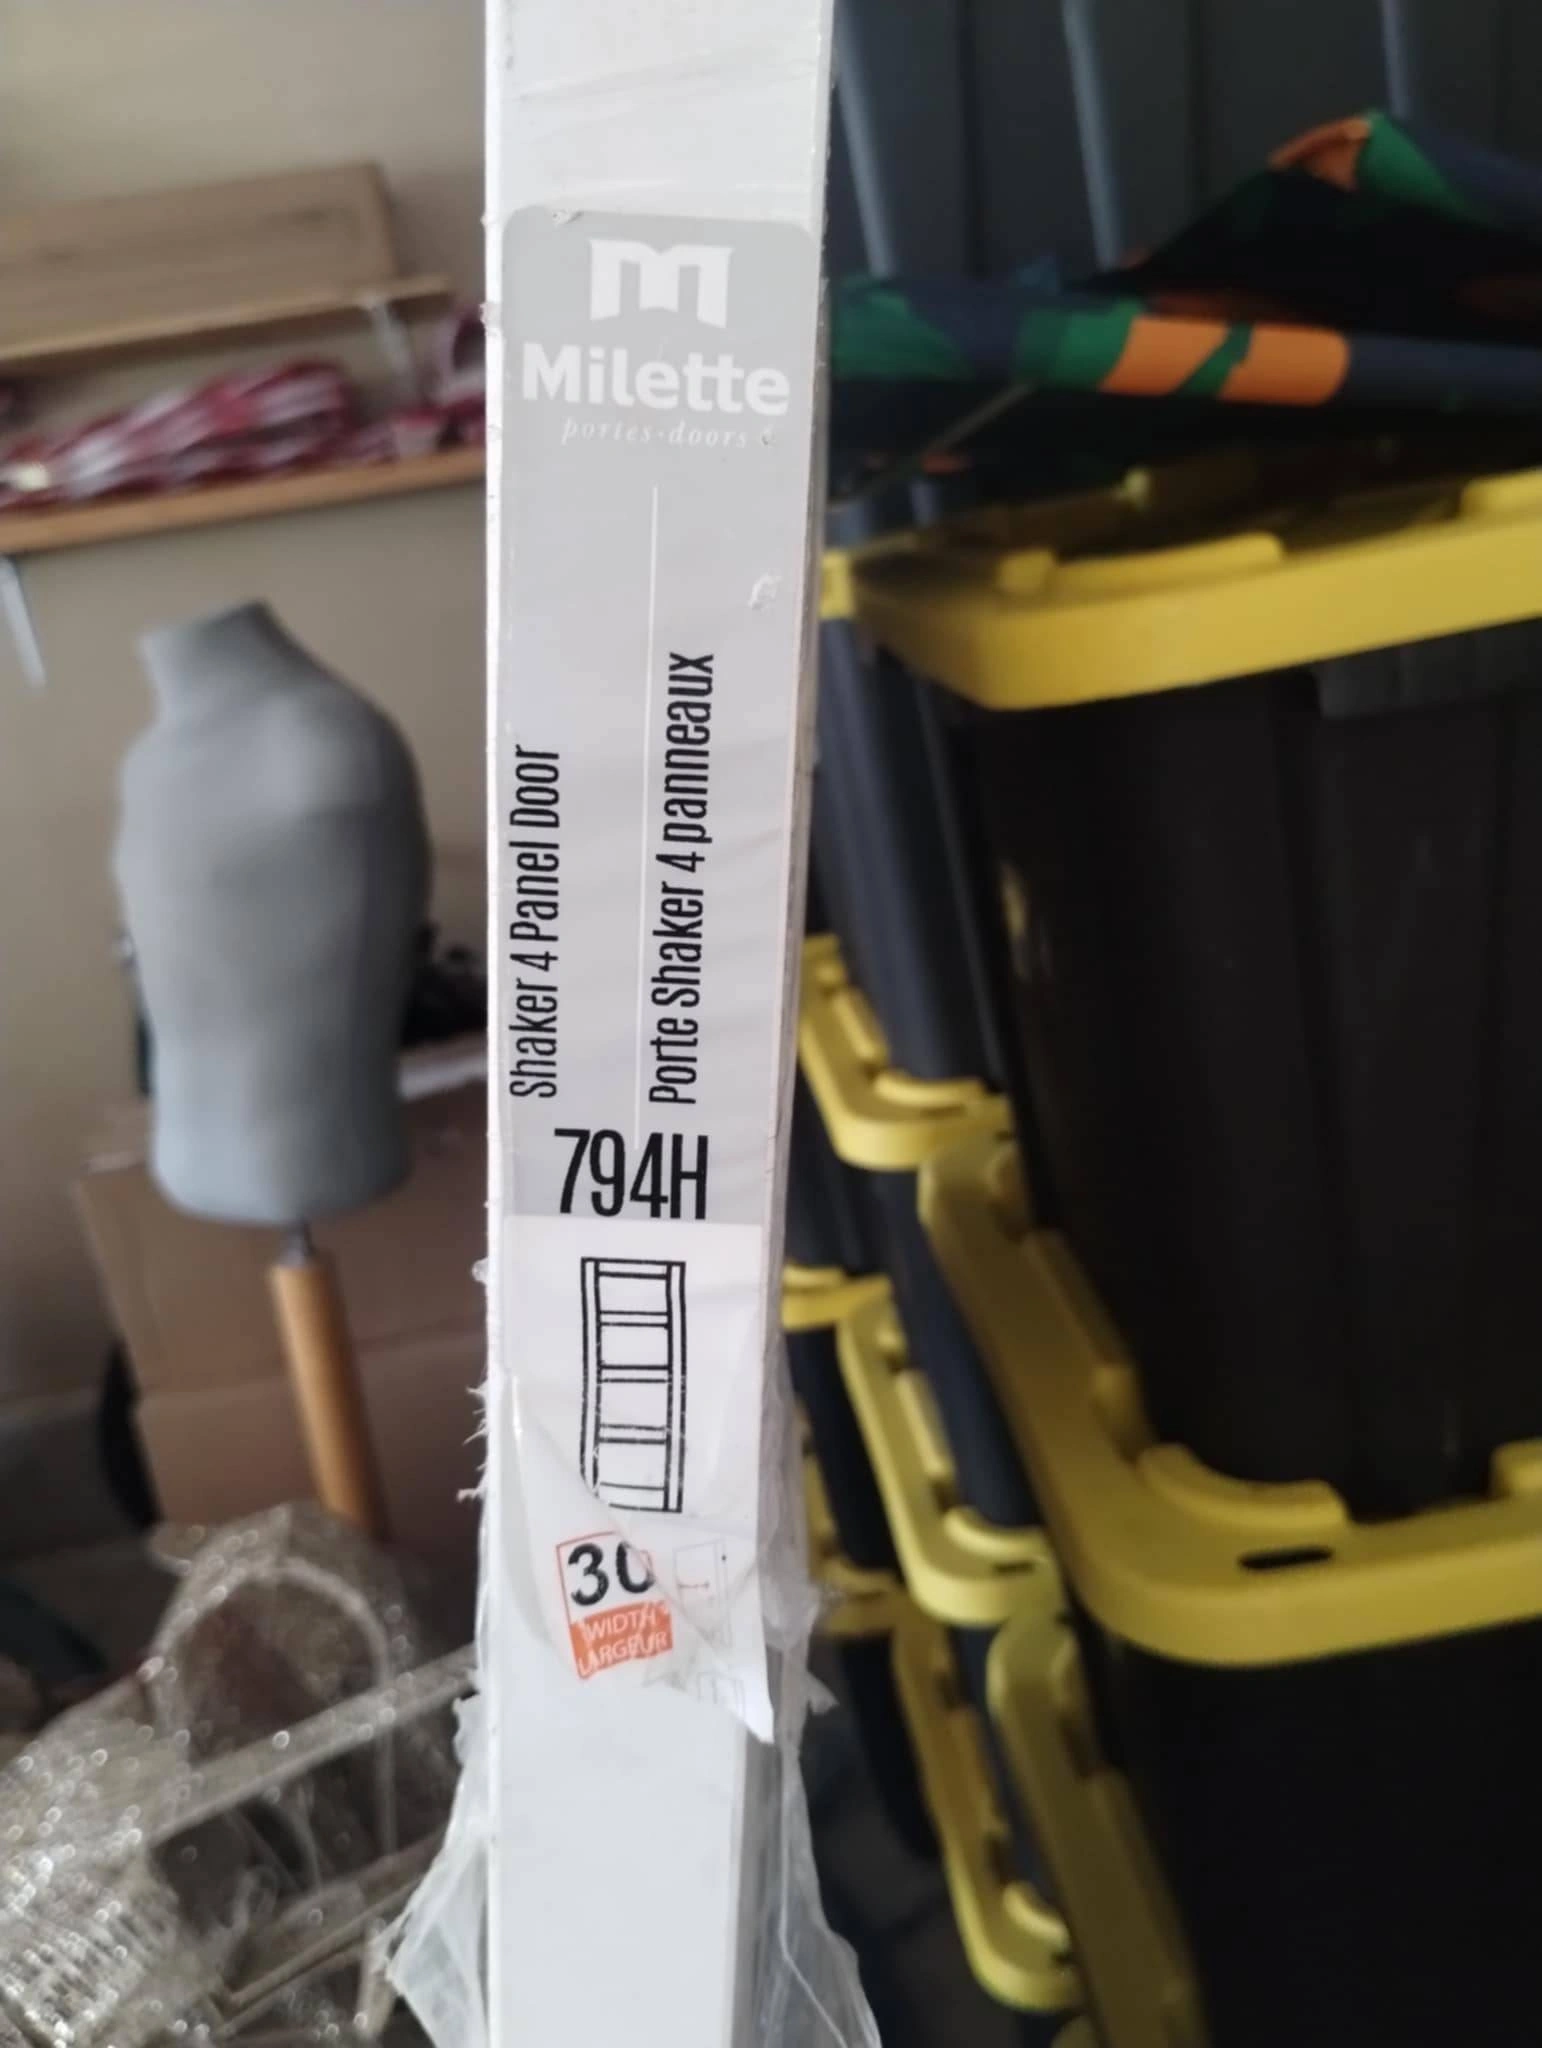 Milette
portes·doors
Shaker 4 Panel Door
Porte Shaker 4 panneaux
794H
30
WIDTH
LARGEUR